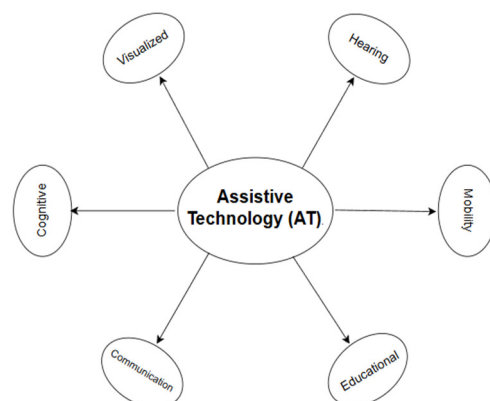 Visualized
Hearing
Cognitive
Assistive
Technology (AT).
Mobility
Communication
Educational